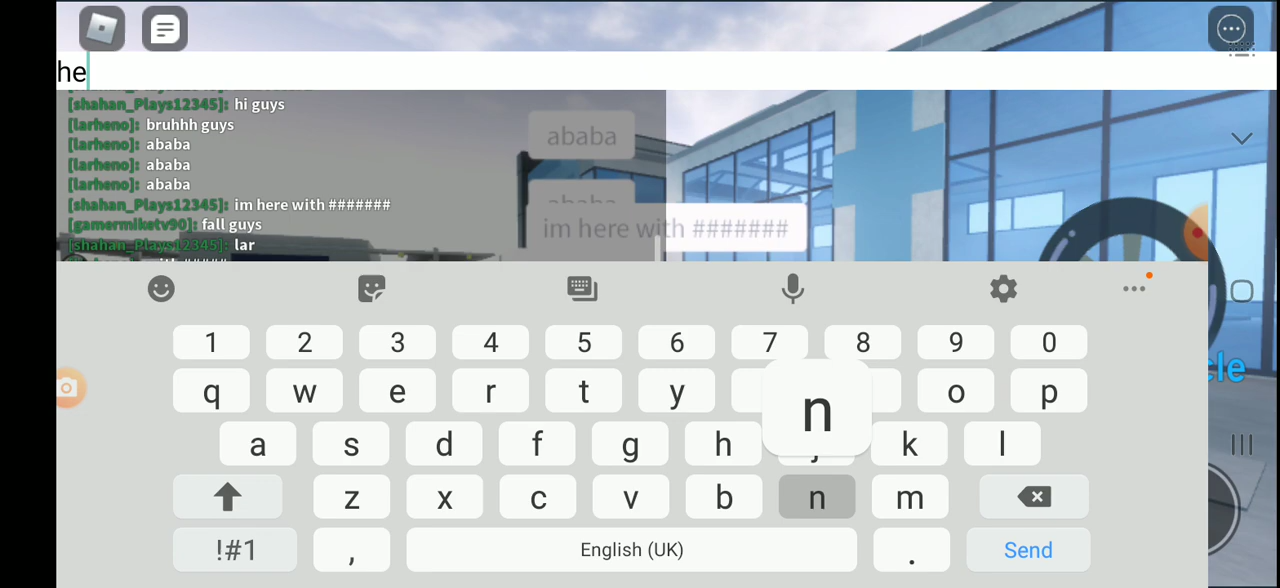 he
[shahan_Plays12345]: hi guys
[larheno]: bruhhh guys
[larheno]: ababa
[larheno]: ababa
[larheno]: ababa
[shahan_Plays12345]: im here with #######
[gamermiketv90]: fall guys
[shahan_Plays12345]: lar
ababa
ababa
im here with #######
cle
1 2 3 4 5 6 7 8 9 0
q w e r t y o p
n
a s d f g h j k l
z x c v b n m
!#1 , English (UK) . Send